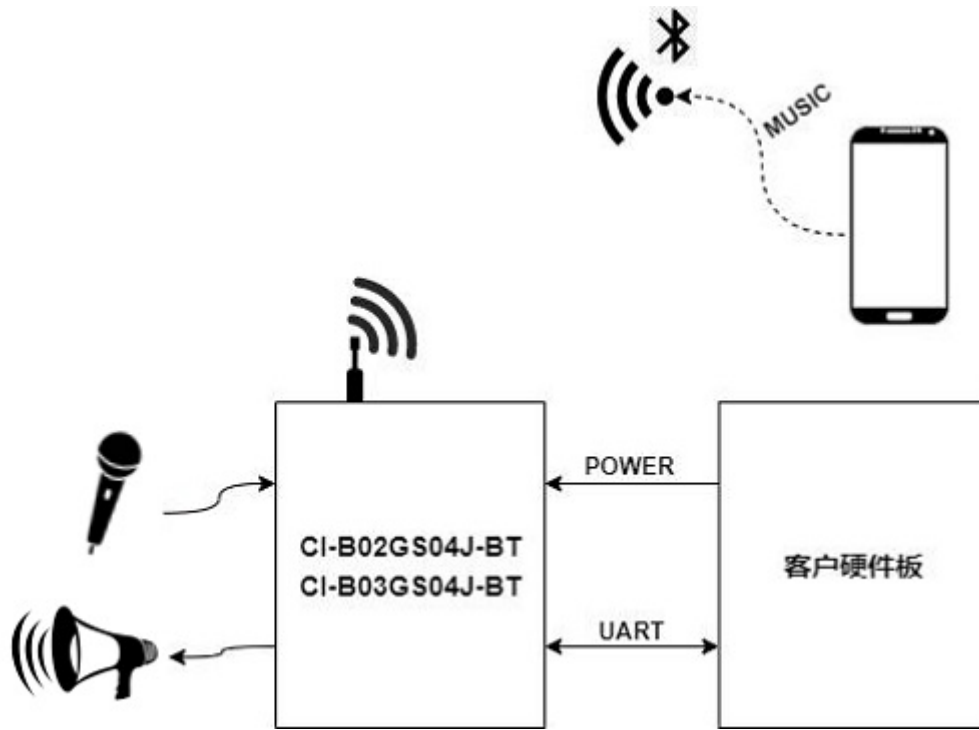 MUSIC
POWER
CI-B02GS04J-BT
CI-B03GS04J-BT
客户硬件板
UART